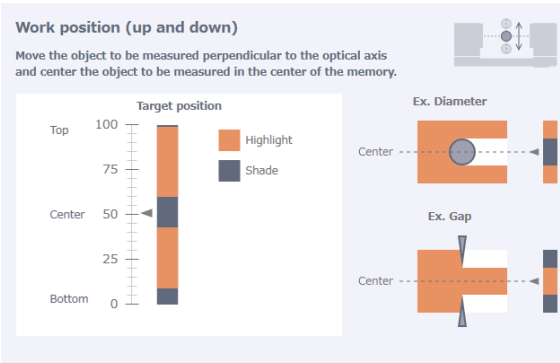 Work position (up and down)
Move the object to be measured perpendicular to the optical axis
and center the object to be measured in the center of the memory.
Target position
Top 100
75
Center 50
25
Bottom 0
Highlight
Shade
Ex. Diameter
Center
Ex. Gap
Center